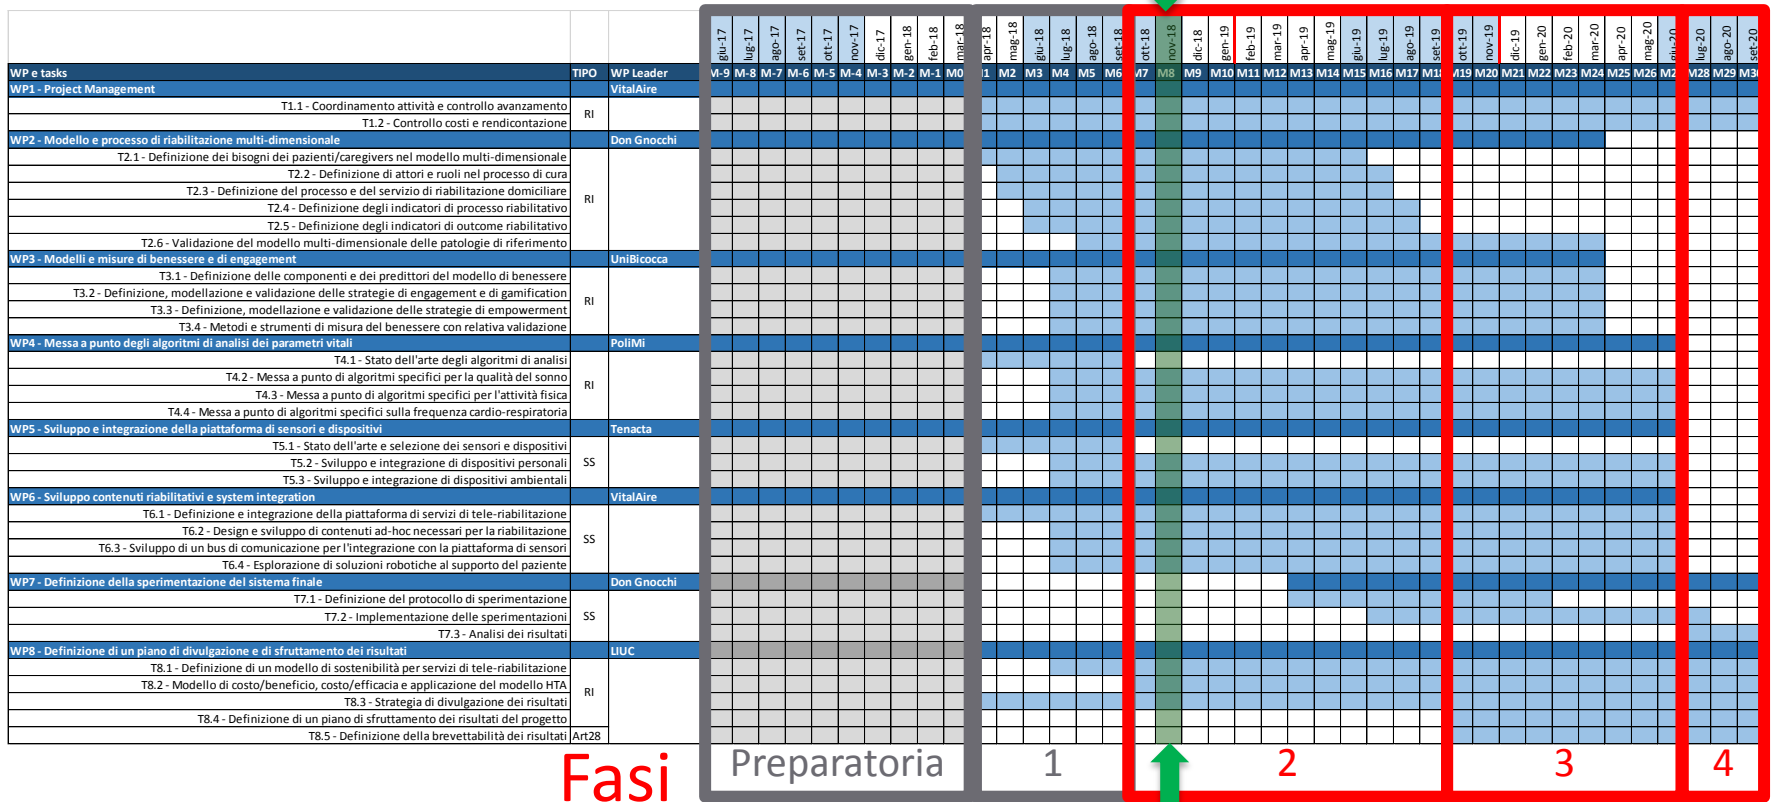 giu-17 lug-17 ago-17 set-17 ott-17 nov-17 dic-17 gen-18 feb-18 mar-18 apr-18 mag-18 giu-18 lug-18 ago-18 set-18 ott-18 nov-18 dic-18 gen-19 feb-19 mar-19 apr-19 mag-19 giu-19 lug-19 ago-19 set-19 ott-19 nov-19 dic-19 gen-20 feb-20 mar-20 apr-20 mag-20 giu-20 lug-20 ago-20 set-20
WP e tasks TIPO WP Leader M-9 M-8 M-7 M-6 M-5 M-4 M-3 M-2 M-1 M0 M1 M2 M3 M4 M5 M6 M7 M8 M9 M10 M11 M12 M13 M14 M15 M16 M17 M18 M19 M20 M21 M22 M23 M24 M25 M26 M27 M28 M29 M30
WP1 - Project Management VitalAire
T1.1 - Coordinamento attività e controllo avanzamento
RI
T1.2 - Controllo costi e rendicontazione
WP2 - Modello e processo di riabilitazione multi-dimensionale Don Gnocchi
T2.1 - Definizione dei bisogni dei pazienti/caregivers nel modello multi-dimensionale
T2.2 - Definizione di attori e ruoli nel processo di cura
T2.3 - Definizione del processo e del servizio di riabilitazione domiciliare
RI
T2.4 - Definizione degli indicatori di processo riabilitativo
T2.5 - Definizione degli indicatori di outcome riabilitativo
T2.6 - Validazione del modello multi-dimensionale delle patologie di riferimento
WP3 - Modelli e misure di benessere e di engagement UniBicocca
T3.1 - Definizione delle componenti e dei predittori del modello di benessere
T3.2 - Definizione, modellazione e validazione delle strategie di engagement e di gamification
RI
T3.3 - Definizione, modellazione e validazione delle strategie di empowerment
T3.4 - Metodi e strumenti di misura del benessere con relativa validazione
WP4 - Messa a punto degli algoritmi di analisi dei parametri vitali PoliMi
T4.1 - Stato dell'arte degli algoritmi di analisi
T4.2 - Messa a punto di algoritmi specifici per la qualità del sonno
RI
T4.3 - Messa a punto di algoritmi specifici per l'attività fisica
T4.4 - Messa a punto di algoritmi specifici sulla frequenza cardio-respiratoria
WP5 - Sviluppo e integrazione della piattaforma di sensori e dispositivi Tenacta
T5.1 - Stato dell'arte e selezione dei sensori e dispositivi
T5.2 - Sviluppo e integrazione di dispositivi personali SS
T5.3 - Sviluppo e integrazione di dispositivi ambientali
WP6 - Sviluppo contenuti riabilitativi e system integration VitalAire
T6.1 - Definizione e integrazione della piattaforma di servizi di tele-riabilitazione
T6.2 - Design e sviluppo di contenuti ad-hoc necessari per la riabilitazione
SS
T6.3 - Sviluppo di un bus di comunicazione per l'integrazione con la piattaforma di sensori
T6.4 - Esplorazione di soluzioni robotiche al supporto del paziente
WP7 - Definizione della sperimentazione del sistema finale Don Gnocchi
T7.1 - Definizione del protocollo di sperimentazione
T7.2 - Implementazione delle sperimentazioni SS
T7.3 - Analisi dei risultati
WP8 - Definizione di un piano di divulgazione e di sfruttamento dei risultati LIUC
T8.1 - Definizione di un modello di sostenibilità per servizi di tele-riabilitazione
T8.2 - Modello di costo/beneficio, costo/efficacia e applicazione del modello HTA
RI
T8.3 - Strategia di divulgazione dei risultati
T8.4 - Definizione di un piano di sfruttamento dei risultati del progetto
T8.5 - Definizione della brevettabilità dei risultati Art28
Fasi Preparatoria 1 2 3 4